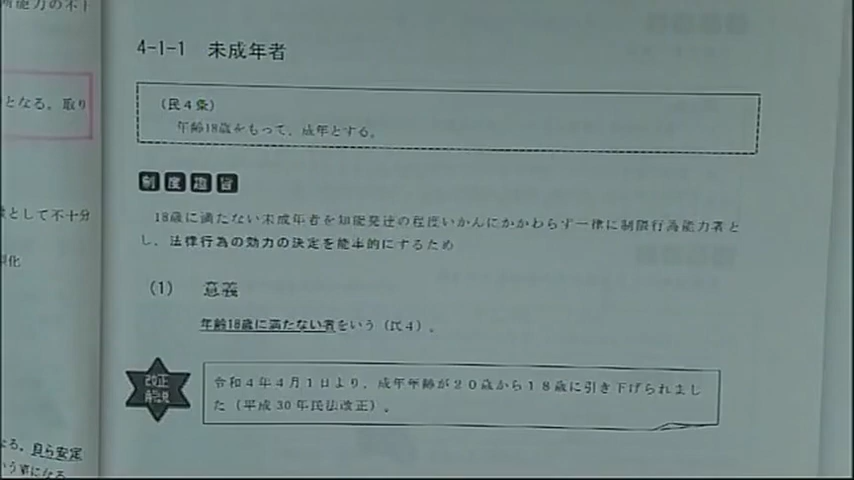 4-1-1 未成年者
（民４条）
年齢18歳をもって、成年とする。
制度趣旨
18歳に満たない未成年者を知能発達の程度いかんにかかわらず一律に制限行為能力者と
し、法律行為の効力の決定を能率的にするため
(1) 意義
年齢18歳に満たない者をいう（民４）。
改正
解説
令和４年４月１日より、成年年齢が２０歳から１８歳に引き下げられまし
た（平成30年民法改正）。
となる。取り
として不十分
型化
なる。自ら安定